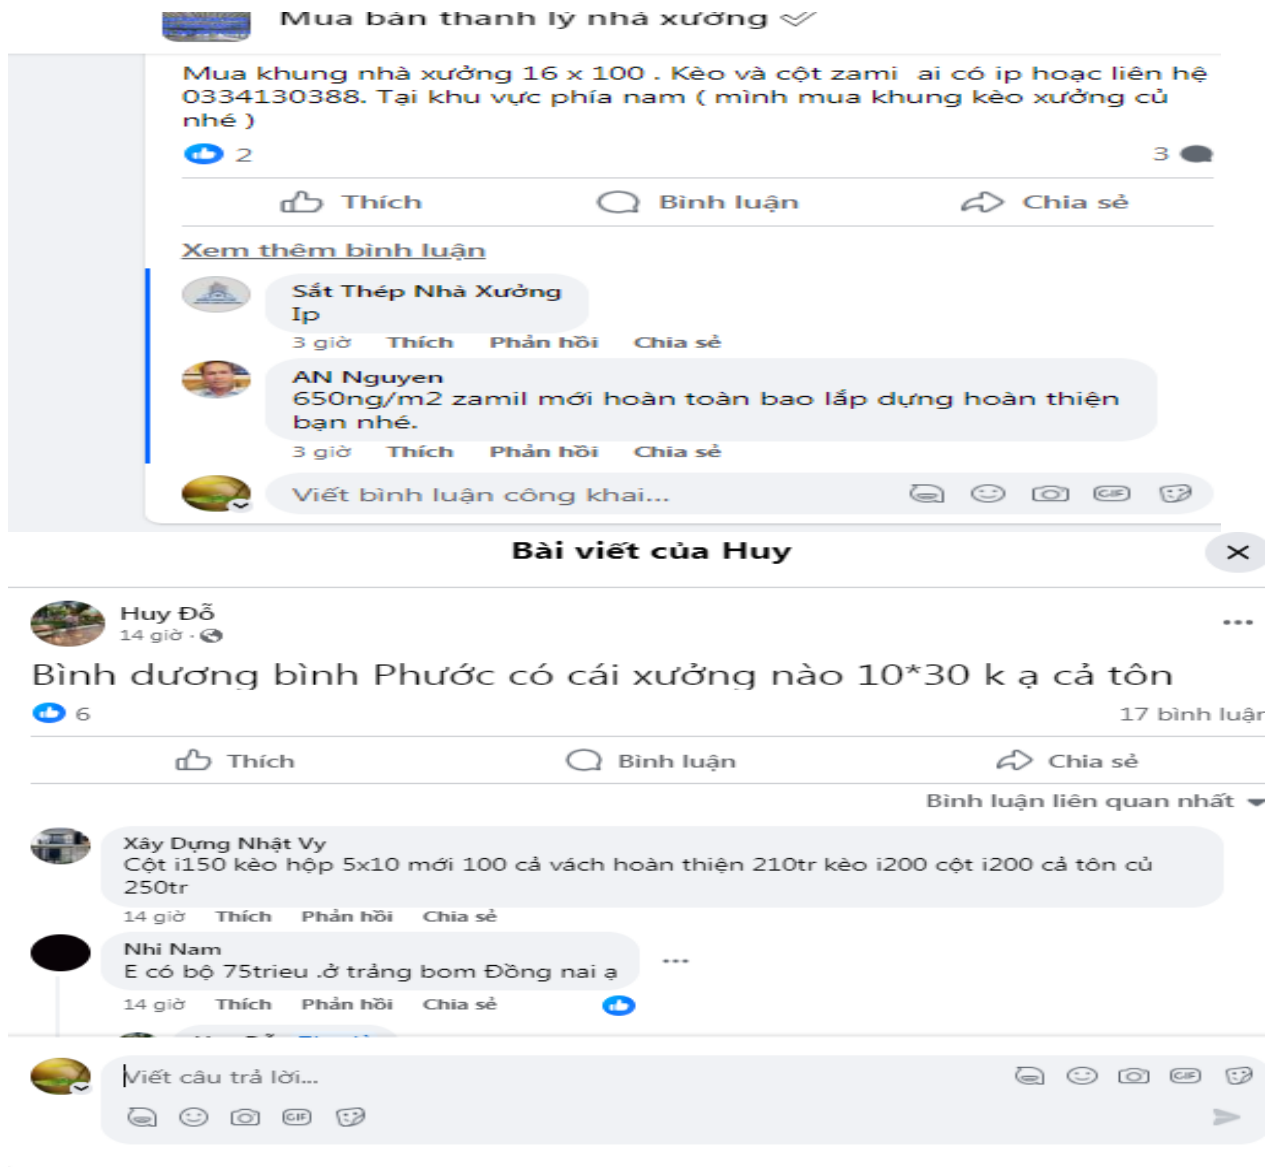 Mua bán thanh lý nhà xưởng
Mua khung nhà xưởng 16 x 100 . Kèo và cột zami ai có ip hoạc liên hệ
0334130388. Tại khu vực phía nam ( mình mua khung kèo xưởng củ
nhé )
2
3
Thích Bình luận Chia sẻ
Xem thêm bình luận
Sắt Thép Nhà Xưởng
Ip
3 giờ Thích Phản hồi Chia sẻ
AN Nguyen
650ng/m2 zamil mới hoàn toàn bao lắp dựng hoàn thiện
bạn nhé.
3 giờ Thích Phản hồi Chia sẻ
Viết bình luận công khai...
GIF
Bài viết của Huy
Huy Đỗ
14 giờ ·
Bình dương bình Phước có cái xưởng nào 10*30 k ạ cả tôn
6
17 bình luận
Thích Bình luận Chia sẻ
Bình luận liên quan nhất
Xây Dựng Nhật Vy
Cột i150 kèo hộp 5x10 mới 100 cả vách hoàn thiện 210tr kèo i200 cột i200 cả tôn củ
250tr
14 giờ Thích Phản hồi Chia sẻ
Nhi Nam
E có bộ 75trieu .ở trảng bom Đồng nai ạ
14 giờ Thích Phản hồi Chia sẻ
Viết câu trả lời...
GIF
GIF